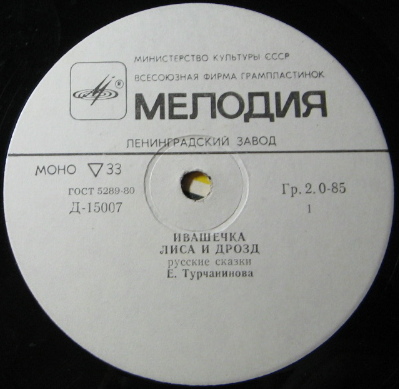 МИНИСТЕРСТВО КУЛЬТУРЫ СССР
ВСЕСОЮЗНАЯ ФИРМА ГРАМПЛАСТИНОК
МЕЛОДИЯ
ЛЕНИНГРАДСКИЙ ЗАВОД
МОНО ▽ 33
ГОСТ 5289-80
Д-15007
Гр. 2. 0-85
1
ИВАШЕЧКА
ЛИСА И ДРОЗД
русские сказки
Е. Турчанинова